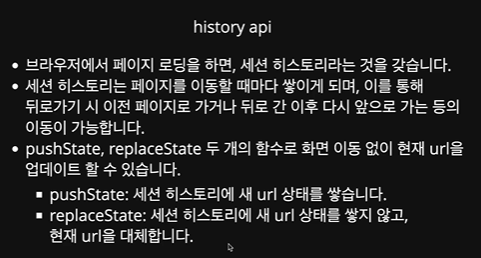 history api
• 브라우저에서 페이지 로딩을 하면, 세션 히스토리라는 것을 갖습니다.
• 세션 히스토리는 페이지를 이동할 때마다 쌓이게 되며, 이를 통해
뒤로가기 시 이전 페이지로 가거나 뒤로 간 이후 다시 앞으로 가는 등의
이동이 가능합니다.
• pushState, replaceState 두 개의 함수로 화면 이동 없이 현재 url을
업데이트 할 수 있습니다.
▪ pushState: 세션 히스토리에 새 url 상태를 쌓습니다.
▪ replaceState: 세션 히스토리에 새 url 상태를 쌓지 않고,
현재 url을 대체합니다.